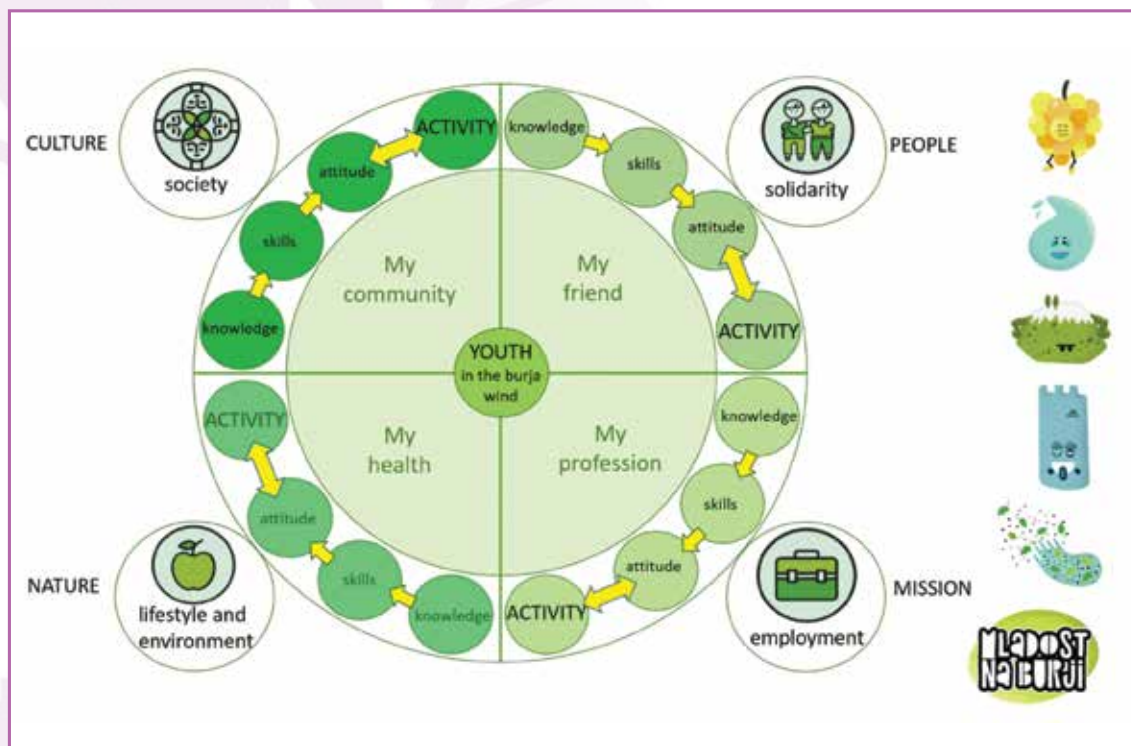 CULTURE
society
ACTIVITY
attitude
skills
knowledge
My
community
knowledge
skills
attitude
ACTIVITY
My
friend
solidarity
PEOPLE
YOUTH
in the burja
wind
ACTIVITY
attitude
skills
knowledge
My
health
NATURE
lifestyle and
environment
knowledge
skills
attitude
ACTIVITY
My
profession
employment
MISSION
MLADOST
NA BURJI